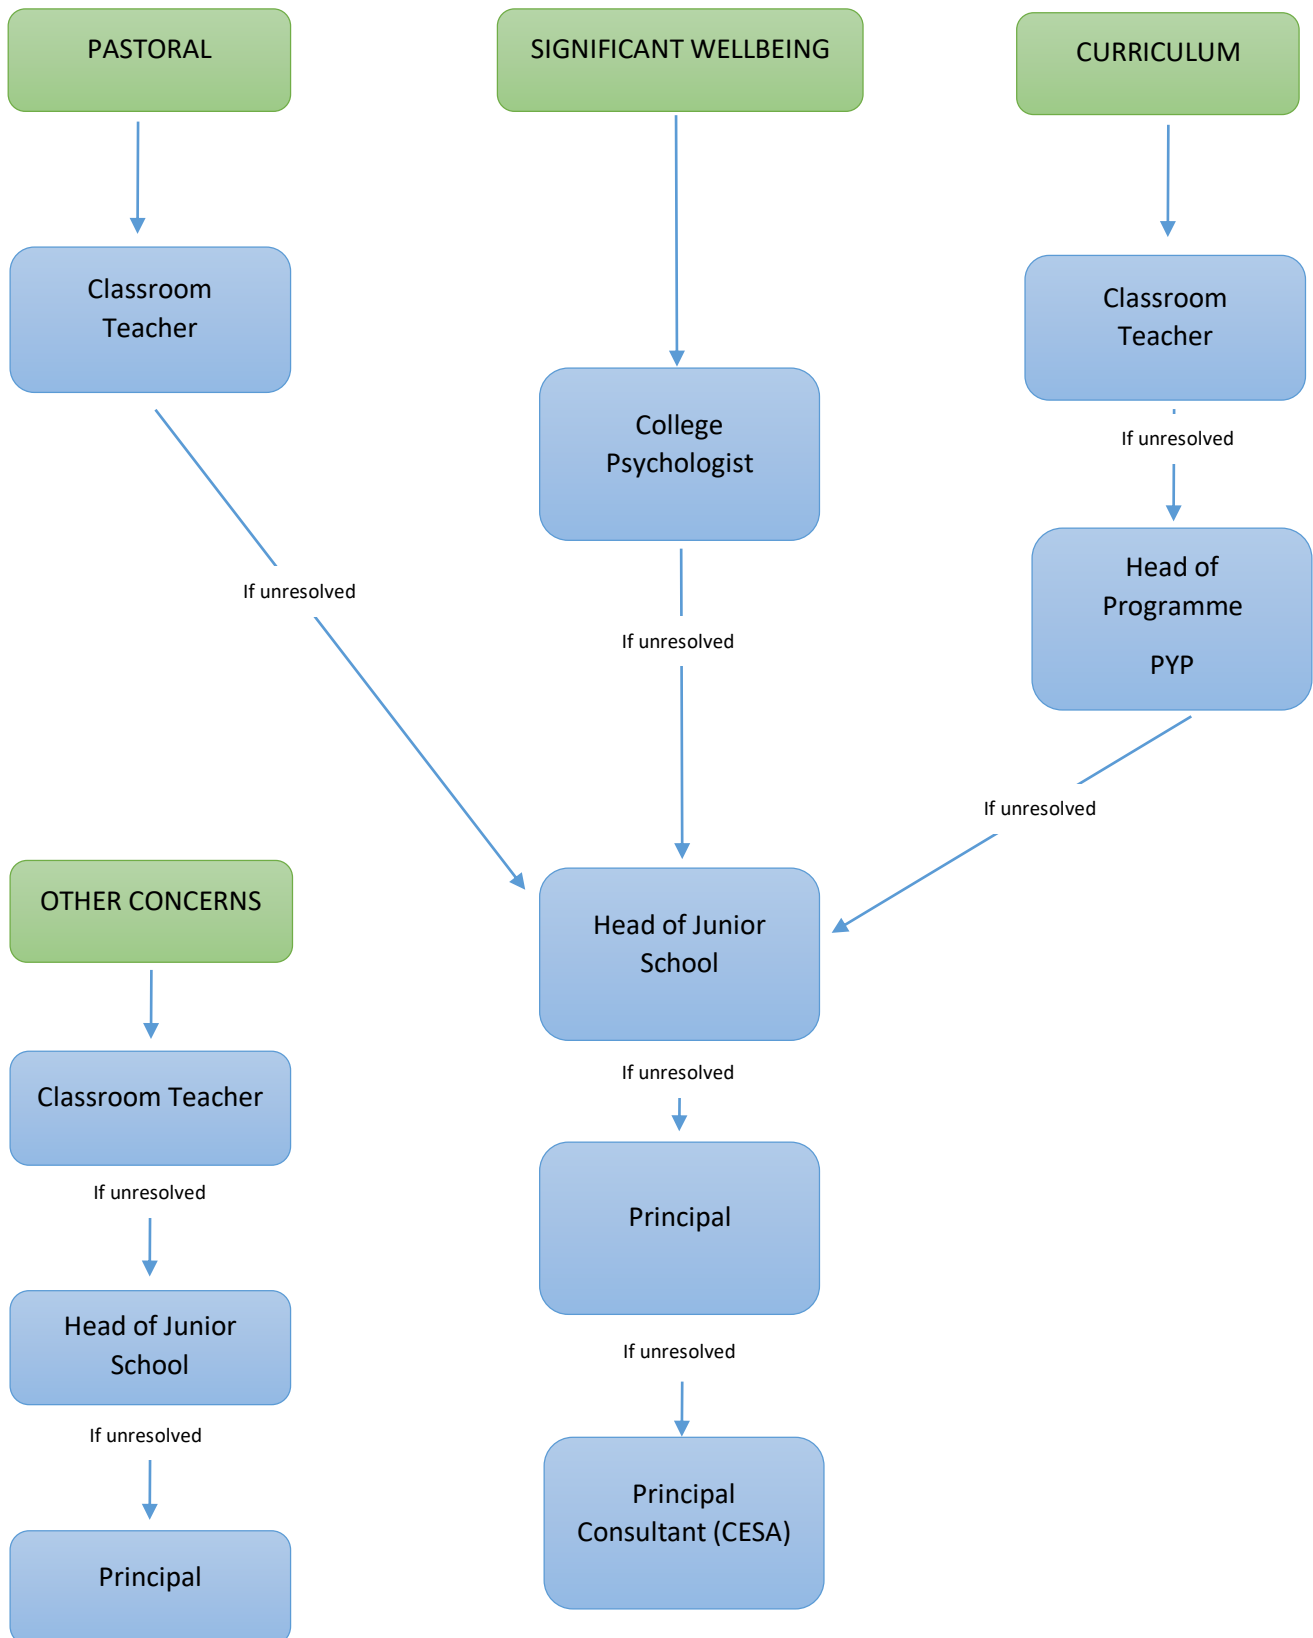 PASTORAL
SIGNIFICANT WELLBEING
CURRICULUM
Classroom
Teacher
College
Psychologist
Classroom
Teacher
If unresolved
Head of
Programme
PYP
If unresolved
If unresolved
If unresolved
Head of Junior
School
If unresolved
Principal
If unresolved
Principal
Consultant (CESA)
OTHER CONCERNS
Classroom Teacher
If unresolved
Head of Junior
School
If unresolved
Principal